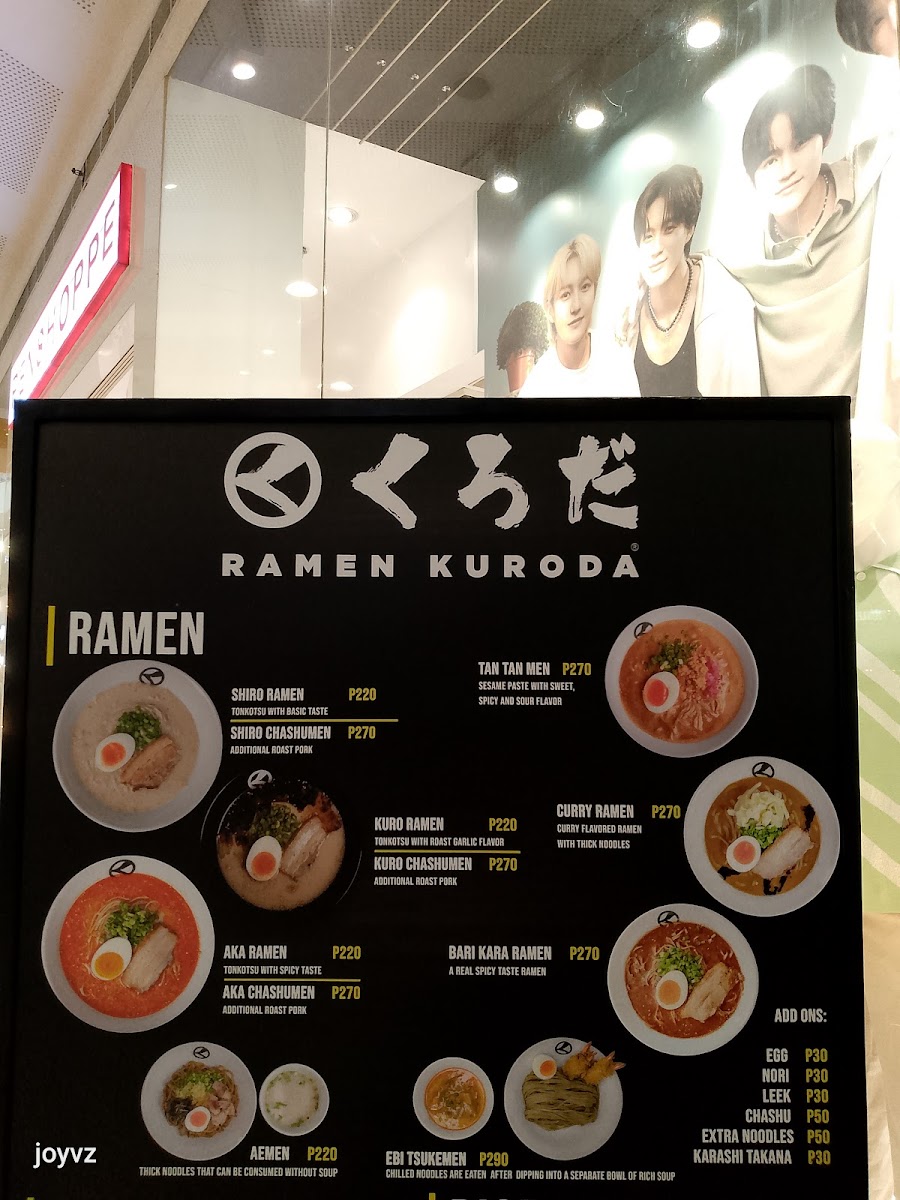 くろだ
RAMEN KURODA®
RAMEN
SHIRO RAMEN P220
TONKOTSU WITH BASIC TASTE
SHIRO CHASHUMEN P270
ADDITIONAL ROAST PORK
TAN TAN MEN P270
SESAME PASTE WITH SWEET,
SPICY AND SOUR FLAVOR
KURO RAMEN P220
TONKOTSU WITH ROAST GARLIC FLAVOR
KURO CHASHUMEN P270
ADDITIONAL ROAST PORK
CURRY RAMEN P270
CURRY FLAVORED RAMEN
WITH THICK NOODLES
AKA RAMEN P220
TONKOTSU WITH SPICY TASTE
AKA CHASHUMEN P270
ADDITIONAL ROAST PORK
BARI KARA RAMEN P270
A REAL SPICY TASTE RAMEN
AEMEN P220
THICK NOODLES THAT CAN BE CONSUMED WITHOUT SOUP
EBI TSUKEMEN P290
CHILLED NOODLES ARE EATEN AFTER DIPPING INTO A SEPARATE BOWL OF RICH SOUP
ADD ONS:
EGG P30
NORI P30
LEEK P30
CHASHU P50
EXTRA NOODLES P50
KARASHI TAKANA P30
joyvz